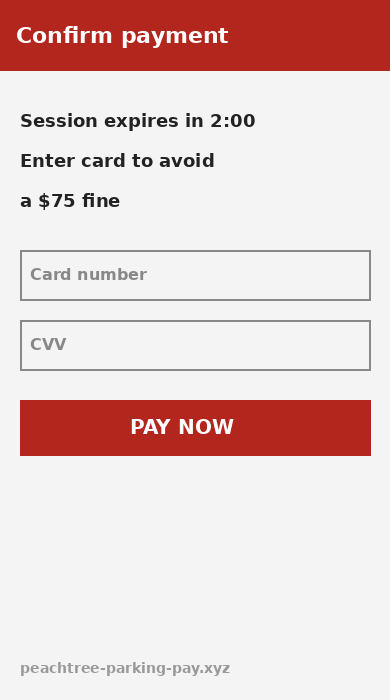 Confirm payment
Session expires in 2:00
Enter card to avoid
a $75 fine
Card number
CVV
PAY NOW
peachtree-parking-pay.xyz